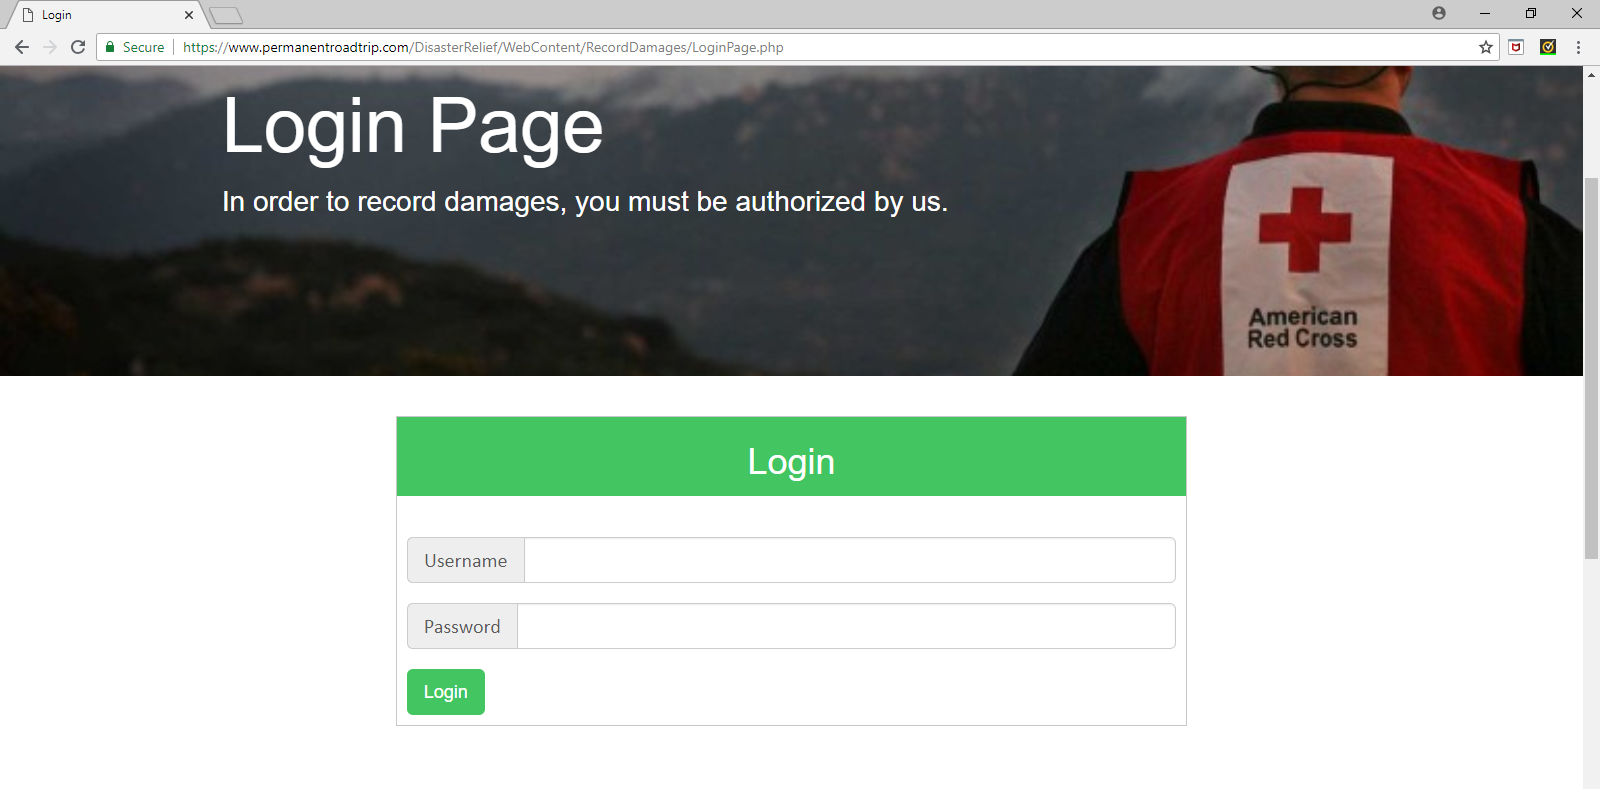 Login
Secure
https://www.permanentroadtrip.com/DisasterRelief/WebContent/RecordDamages/LoginPage.php
Login Page
In order to record damages, you must be authorized by us.
American
Red Cross
Login
Username
Password
Login